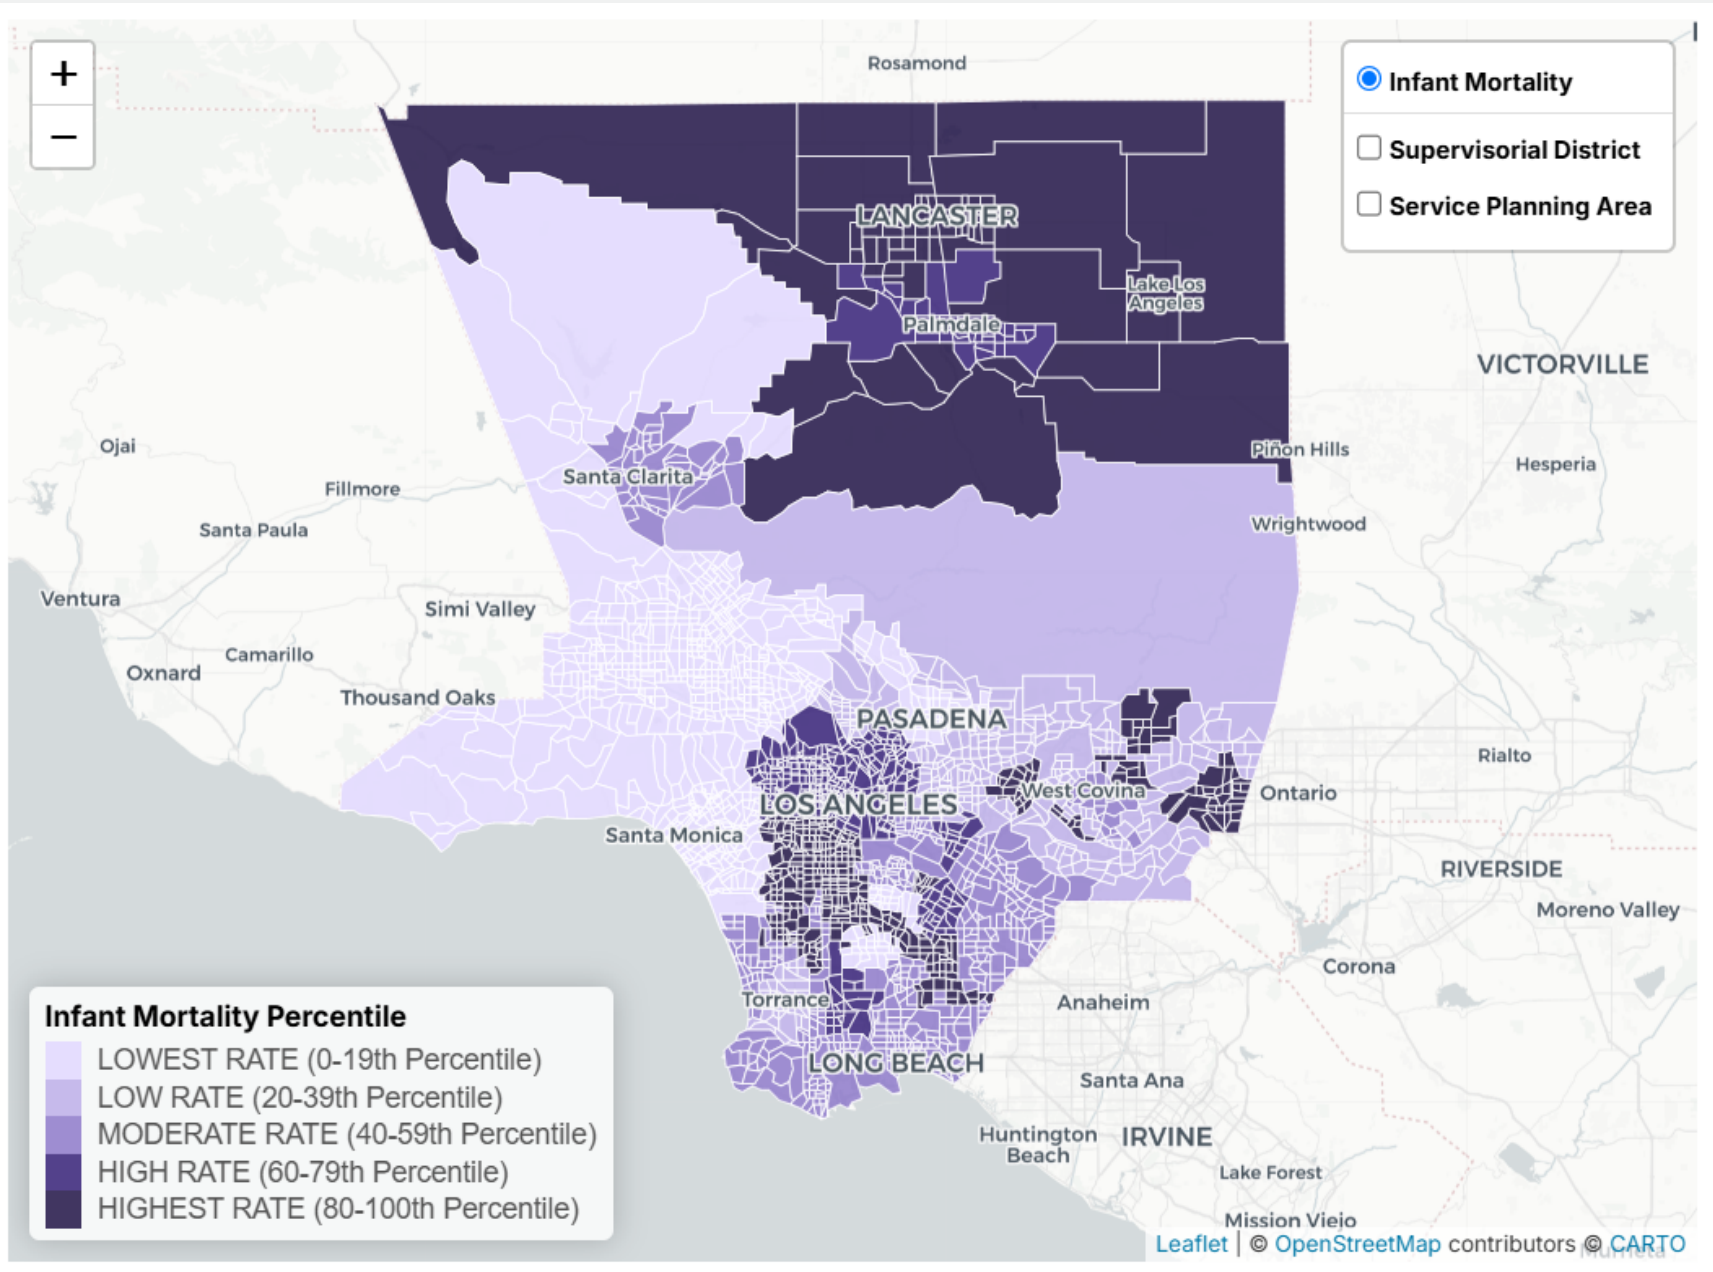 +
−
Rosamond
Infant Mortality
Supervisorial District
Service Planning Area
LANCASTER
Lake Los
Angeles
Palmdale
VICTORVILLE
Ojai
Piñon Hills
Hesperia
Santa Clarita
Fillmore
Santa Paula
Wrightwood
Ventura
Simi Valley
Camarillo
Oxnard
Thousand Oaks
PASADENA
Rialto
West Covina
Ontario
LOS ANGELES
Santa Monica
RIVERSIDE
Moreno Valley
Corona
Torrance
Anaheim
LONG BEACH
Santa Ana
Huntington
Beach
IRVINE
Lake Forest
Mission Viejo
Murrieta
Infant Mortality Percentile
LOWEST RATE (0-19th Percentile)
LOW RATE (20-39th Percentile)
MODERATE RATE (40-59th Percentile)
HIGH RATE (60-79th Percentile)
HIGHEST RATE (80-100th Percentile)
Leaflet | © OpenStreetMap contributors © CARTO